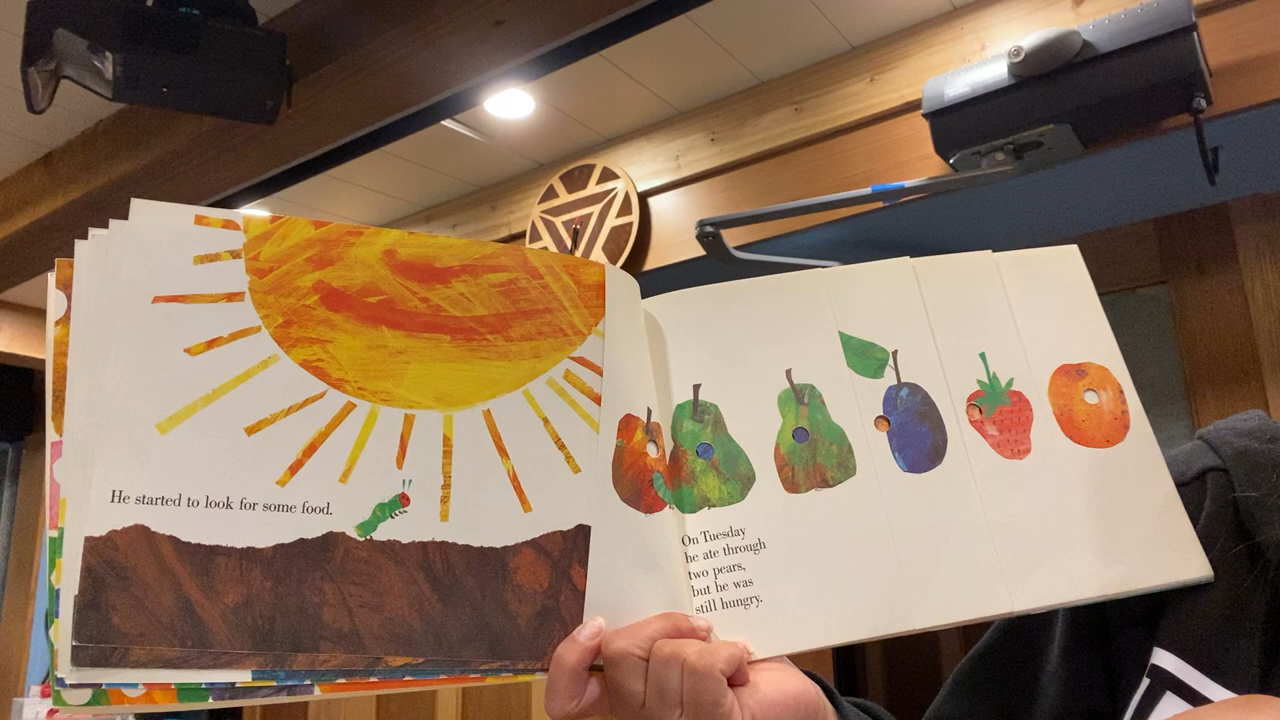 He started to look for some food.
On Tuesday
he ate through
two pears,
but he was
still hungry.